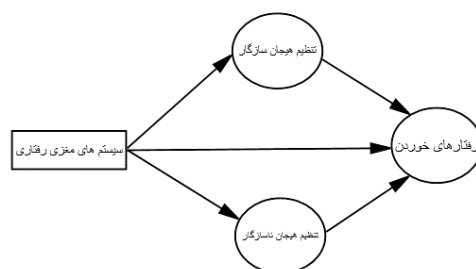 تنظیم هیجان سازگار
رفتارهای خوردن
سیستم های مغزی رفتاری
تنظیم هیجان ناسازگار